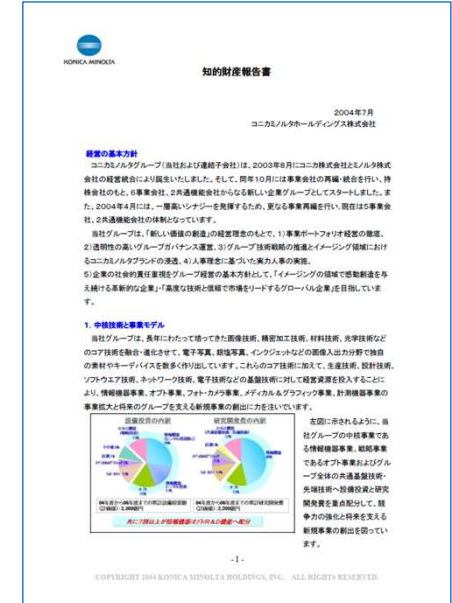 KONICA MINOLTA
知的財産報告書
2004年7月
コニカミノルタホールディングス株式会社
経営の基本方針
コニカミノルタグループ(当社および連結子会社)は、2003年8月にコニカ株式会社とミノルタ株式
会社の経営統合により誕生いたしました。そして、同年10月には事業会社の再編・統合を行い、持
株会社のもと、6事業会社、2共通機能会社からなる新しい企業グループとしてスタートしました。ま
た、2004年4月には、一層高いシナジーを発揮するため、更なる事業再編を行い、現在は5事業会
社、2共通機能会社の体制となっています。
当社グループは、「新しい価値の創造」の経営理念のもとで、1)事業ポートフォリオ経営の徹底、
2)透明性の高いグループガバナンス運営、3)グループ技術戦略の推進とイメージング領域におけ
るコニカミノルタブランドの浸透、4)人事理念に基づいた実力人事の実施、
5)企業の社会的責任重視をグループ経営の基本方針として、「イメージングの領域で感動創造を与
え続ける革新的な企業」・「高度な技術と信頼で市場をリードするグローバル企業」を目指していま
す。
1. 中核技術と事業モデル
当社グループは、長年にわたって培ってきた画像技術、精密加工技術、材料技術、光学技術など
のコア技術を融合・進化させて、電子写真、銀塩写真、インクジェットなどの画像入出力分野で独自
の素材やキーデバイスを数多く作り出しています。これらのコア技術に加えて、生産技術、設計技術、
ソフトウエア技術、ネットワーク技術、電子技術などの基盤技術に対して経営資源を投入することに
より、情報機器事業、オプト事業、フォト・カメラ事業、メディカル&グラフィック事業、計測機器事業の
事業拡大と将来のグループを支える新規事業の創出に力を注いでいます。
設備投資の内訳 研究開発費の内訳
共に7割以上が情報機器+オプト+R&D機能へ配分
左図に示されるように、当
社グループの中核事業であ
る情報機器事業、戦略事業
であるオプト事業およびグル
ープ全体の共通基盤技術・
先端技術へ設備投資と研究
開発費を重点配分して、競
争力の強化と将来を支える
新規事業の創出を図ってい
ます。
- 1 -
COPYRIGHT 2004 KONICA MINOLTA HOLDINGS, INC. ALL RIGHTS RESERVED.